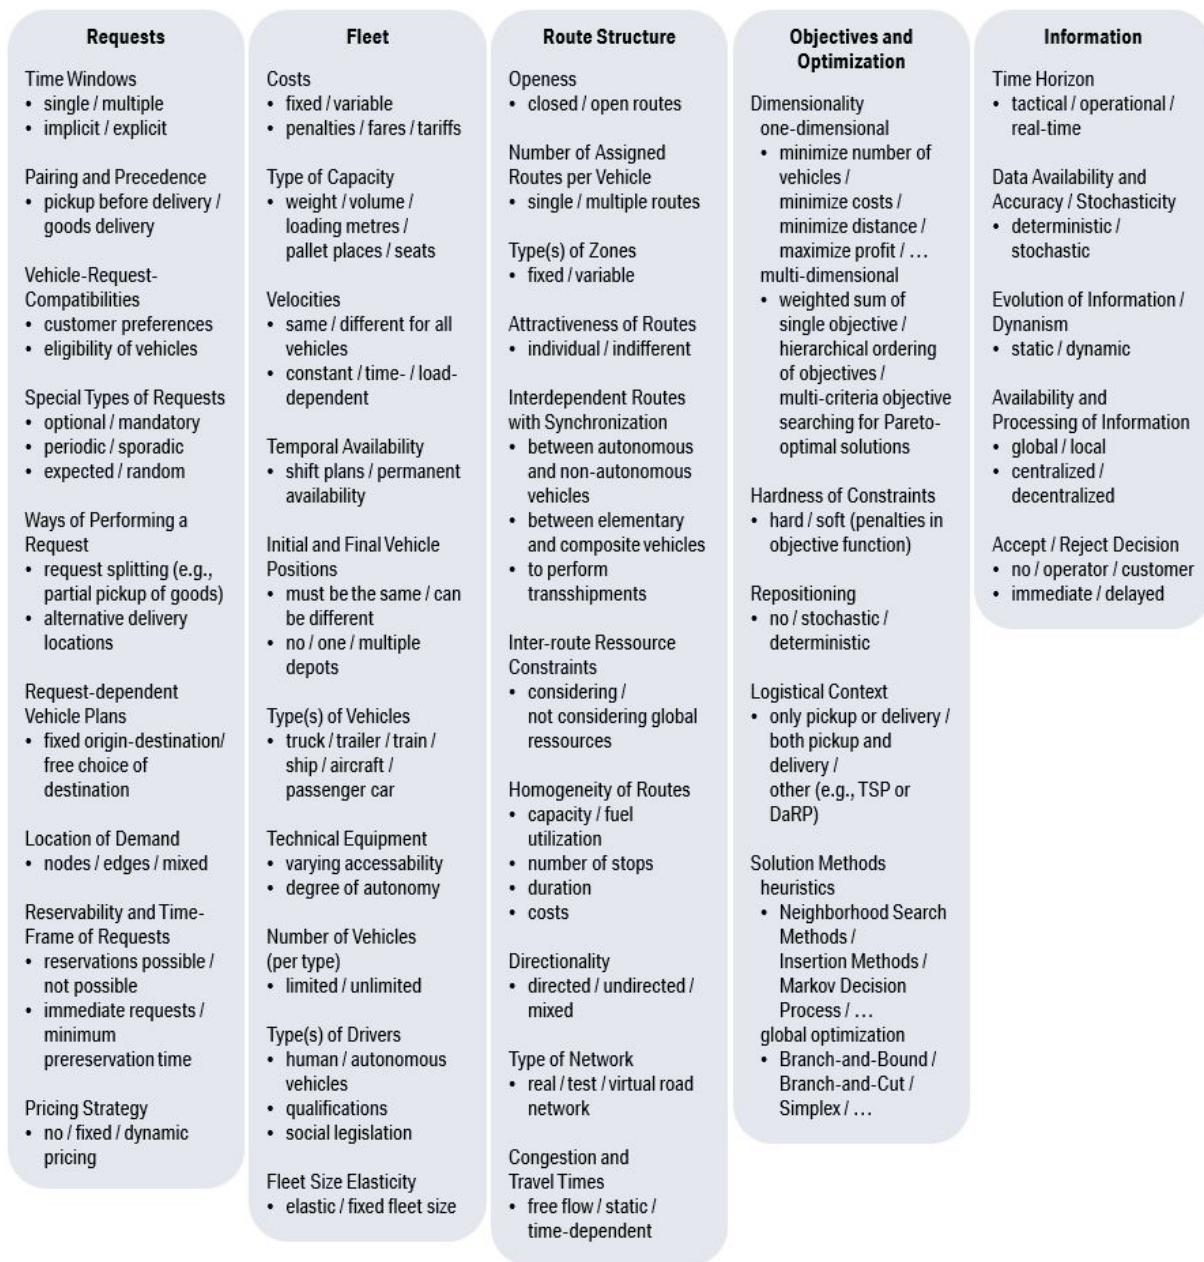 Requests
Time Windows
• single / multiple
• implicit / explicit
Pairing and Precedence
• pickup before delivery /
goods delivery
Vehicle-Request-
Compatibilities
• customer preferences
• eligibility of vehicles
Special Types of Requests
• optional / mandatory
• periodic / sporadic
• expected / random
Ways of Performing a
Request
• request splitting (e.g.,
partial pickup of goods)
• alternative delivery
locations
Request-dependent
Vehicle Plans
• fixed origin-destination/
free choice of
destination
Location of Demand
• nodes / edges / mixed
Reservability and Time-
Frame of Requests
• reservations possible /
not possible
• immediate requests /
minimum
prereservation time
Pricing Strategy
• no / fixed / dynamic
pricing
Fleet
Costs
• fixed / variable
• penalties / fares / tariffs
Type of Capacity
• weight / volume /
loading metres /
pallet places / seats
Velocities
• same / different for all
vehicles
• constant / time- / load-
dependent
Temporal Availability
• shift plans / permanent
availability
Initial and Final Vehicle
Positions
• must be the same / can
be different
• no / one / multiple
depots
Type(s) of Vehicles
• truck / trailer / train /
ship / aircraft /
passenger car
Technical Equipment
• varying accessability
• degree of autonomy
Number of Vehicles
(per type)
• limited / unlimited
Type(s) of Drivers
• human / autonomous
vehicles
• qualifications
• social legislation
Fleet Size Elasticity
• elastic / fixed fleet size
Route Structure
Openess
• closed / open routes
Number of Assigned
Routes per Vehicle
• single / multiple routes
Type(s) of Zones
• fixed / variable
Attractiveness of Routes
• individual / indifferent
Interdependent Routes
with Synchronization
• between autonomous
and non-autonomous
vehicles
• between elementary
and composite vehicles
• to perform
transshipments
Inter-route Ressource
Constraints
• considering /
not considering global
ressources
Homogeneity of Routes
• capacity / fuel
utilization
• number of stops
• duration
• costs
Directionality
• directed / undirected /
mixed
Type of Network
• real / test / virtual road
network
Congestion and
Travel Times
• free flow / static /
time-dependent
Objectives and
Optimization
Dimensionality
one-dimensional
• minimize number of
vehicles /
minimize costs /
minimize distance /
maximize profit / …
multi-dimensional
• weighted sum of
single objective /
hierarchical ordering
of objectives /
multi-criteria objective
searching for Pareto-
optimal solutions
Hardness of Constraints
• hard / soft (penalties in
objective function)
Repositioning
• no / stochastic /
deterministic
Logistical Context
• only pickup or delivery /
both pickup and
delivery /
other (e.g., TSP or
DaRP)
Solution Methods
heuristics
• Neighborhood Search
Methods /
Insertion Methods /
Markov Decision
Process / …
global optimization
• Branch-and-Bound /
Branch-and-Cut /
Simplex / …
Information
Time Horizon
• tactical / operational /
real-time
Data Availability and
Accuracy / Stochasticity
• deterministic /
stochastic
Evolution of Information /
Dynanism
• static / dynamic
Availability and
Processing of Information
• global / local
• centralized /
decentralized
Accept / Reject Decision
• no / operator / customer
• immediate / delayed